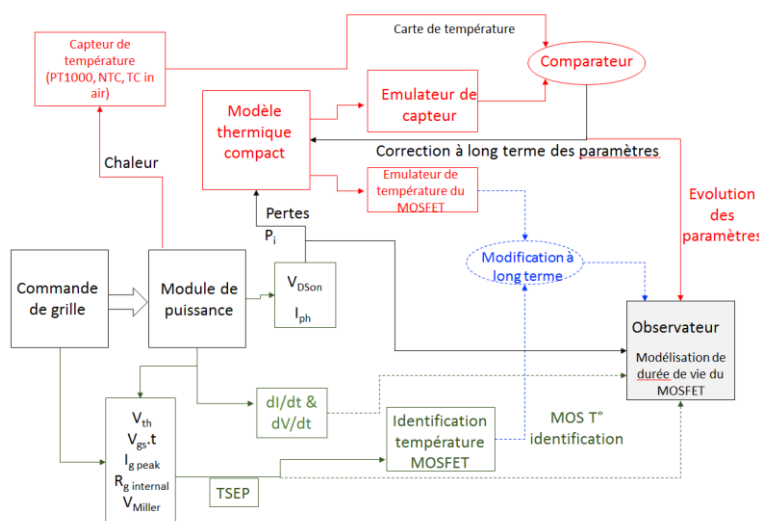 Carte de température
Capteur de
température
(PT1000, NTC, TC in
air)
Comparateur
Emulateur de
capteur
Modèle
thermique
compact
Correction à long terme des paramètres
Chaleur
Emulateur de
température du
MOSFET
Evolution
des
paramètres
Pertes
Pi
Modification à
long terme
Commande
de grille
Module de
puissance
VDSon
Iph
Observateur
Modélisation de
durée de vie du
MOSFET
dI/dt &
dV/dt
Identification
température
MOSFET
MOS T°
identification
Vth
Vgs.t
Ig peak
Rg internal
VMiller
TSEP